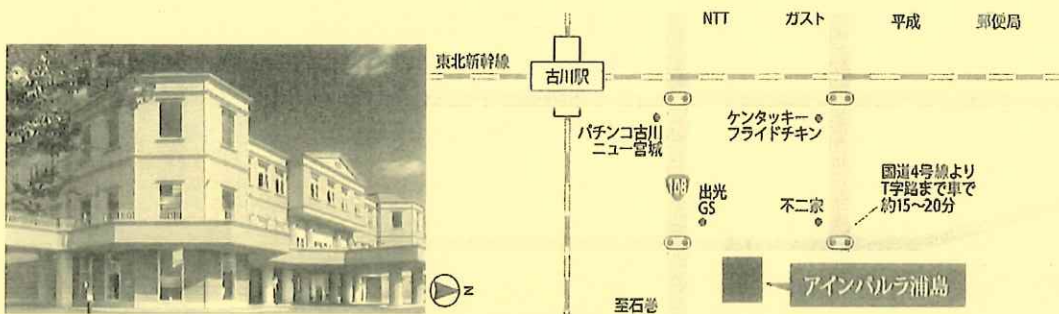 NTT
ガスト
平成
郵便局
東北新幹線
古川駅
パチンコ古川
ニュー宮城
ケンタッキー
フライドチキン
108
出光
GS
不二家
国道4号線より
T字路まで車で
約15～20分
N
至石巻
アインパルラ浦島